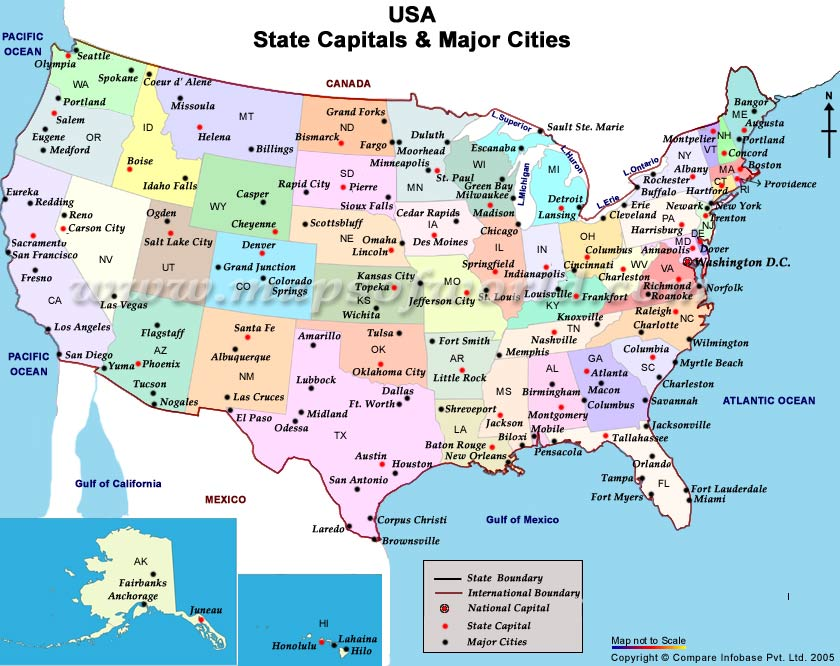 USA
State Capitals & Major Cities
PACIFIC
OCEAN
CANADA
N
Seattle
Olympia
Spokane
WA
Coeur d' Alene
Portland
Salem
Eugene
Medford
OR
ID
Boise
Idaho Falls
Missoula
MT
Helena
Billings
Grand Forks
ND
Bismarck
Fargo
Moorhead
Duluth
Minneapolis
St. Paul
MN
L.Superior
Sault Ste. Marie
Escanaba
L.Huron
WI
MI
L.Michigan
Green Bay
Milwaukee
Madison
Detroit
Lansing
L.Ontario
L.Erie
Bangor
ME
Augusta
Portland
Montpelier
VT
NH
Concord
MA
Boston
NY
Albany
Rochester
Buffalo
CT
Hartford
RI
Providence
Eureka
Redding
Reno
Carson City
Sacramento
San Francisco
Fresno
NV
CA
Las Vegas
Los Angeles
San Diego
Ogden
Salt Lake City
UT
WY
Casper
Cheyenne
Rapid City
SD
Pierre
Sioux Falls
Scottsbluff
NE
Omaha
Lincoln
Cedar Rapids
IA
Des Moines
Chicago
IL
Springfield
IN
Indianapolis
OH
Columbus
Cincinnati
Erie
Cleveland
PA
Harrisburg
Newark
New York
Trenton
NJ
DE
MD
Annapolis
Dover
Washington D.C.
WV
Charleston
VA
Richmond
Roanoke
Norfolk
Denver
Grand Junction
CO
Colorado
Springs
Kansas City
Topeka
KS
Wichita
MO
Jefferson City
St. Louis
Louisville
KY
Frankfort
Knoxville
TN
Nashville
Memphis
Raleigh
NC
Charlotte
Wilmington
www.mapsofworld.com
PACIFIC
OCEAN
Flagstaff
AZ
Phoenix
Yuma
Tucson
Nogales
Santa Fe
Albuquerque
NM
Las Cruces
El Paso
Amarillo
Lubbock
Midland
Odessa
TX
Tulsa
OK
Oklahoma City
Dallas
Ft. Worth
Austin
Houston
San Antonio
Corpus Christi
Laredo
Brownsville
Fort Smith
AR
Little Rock
Shreveport
LA
Baton Rouge
New Orleans
MS
Jackson
Biloxi
AL
Birmingham
Montgomery
Mobile
GA
Atlanta
Macon
Columbus
Columbia
SC
Myrtle Beach
Charleston
Savannah
Jacksonville
Tallahassee
Pensacola
Orlando
Tampa
FL
Fort Myers
Fort Lauderdale
Miami
ATLANTIC OCEAN
Gulf of California
MEXICO
Gulf of Mexico
AK
Fairbanks
Anchorage
Juneau
HI
Honolulu
Lahaina
Hilo
State Boundary
International Boundary
National Capital
State Capital
Major Cities
Map not to Scale
Copyright © Compare Infobase Pvt. Ltd. 2005